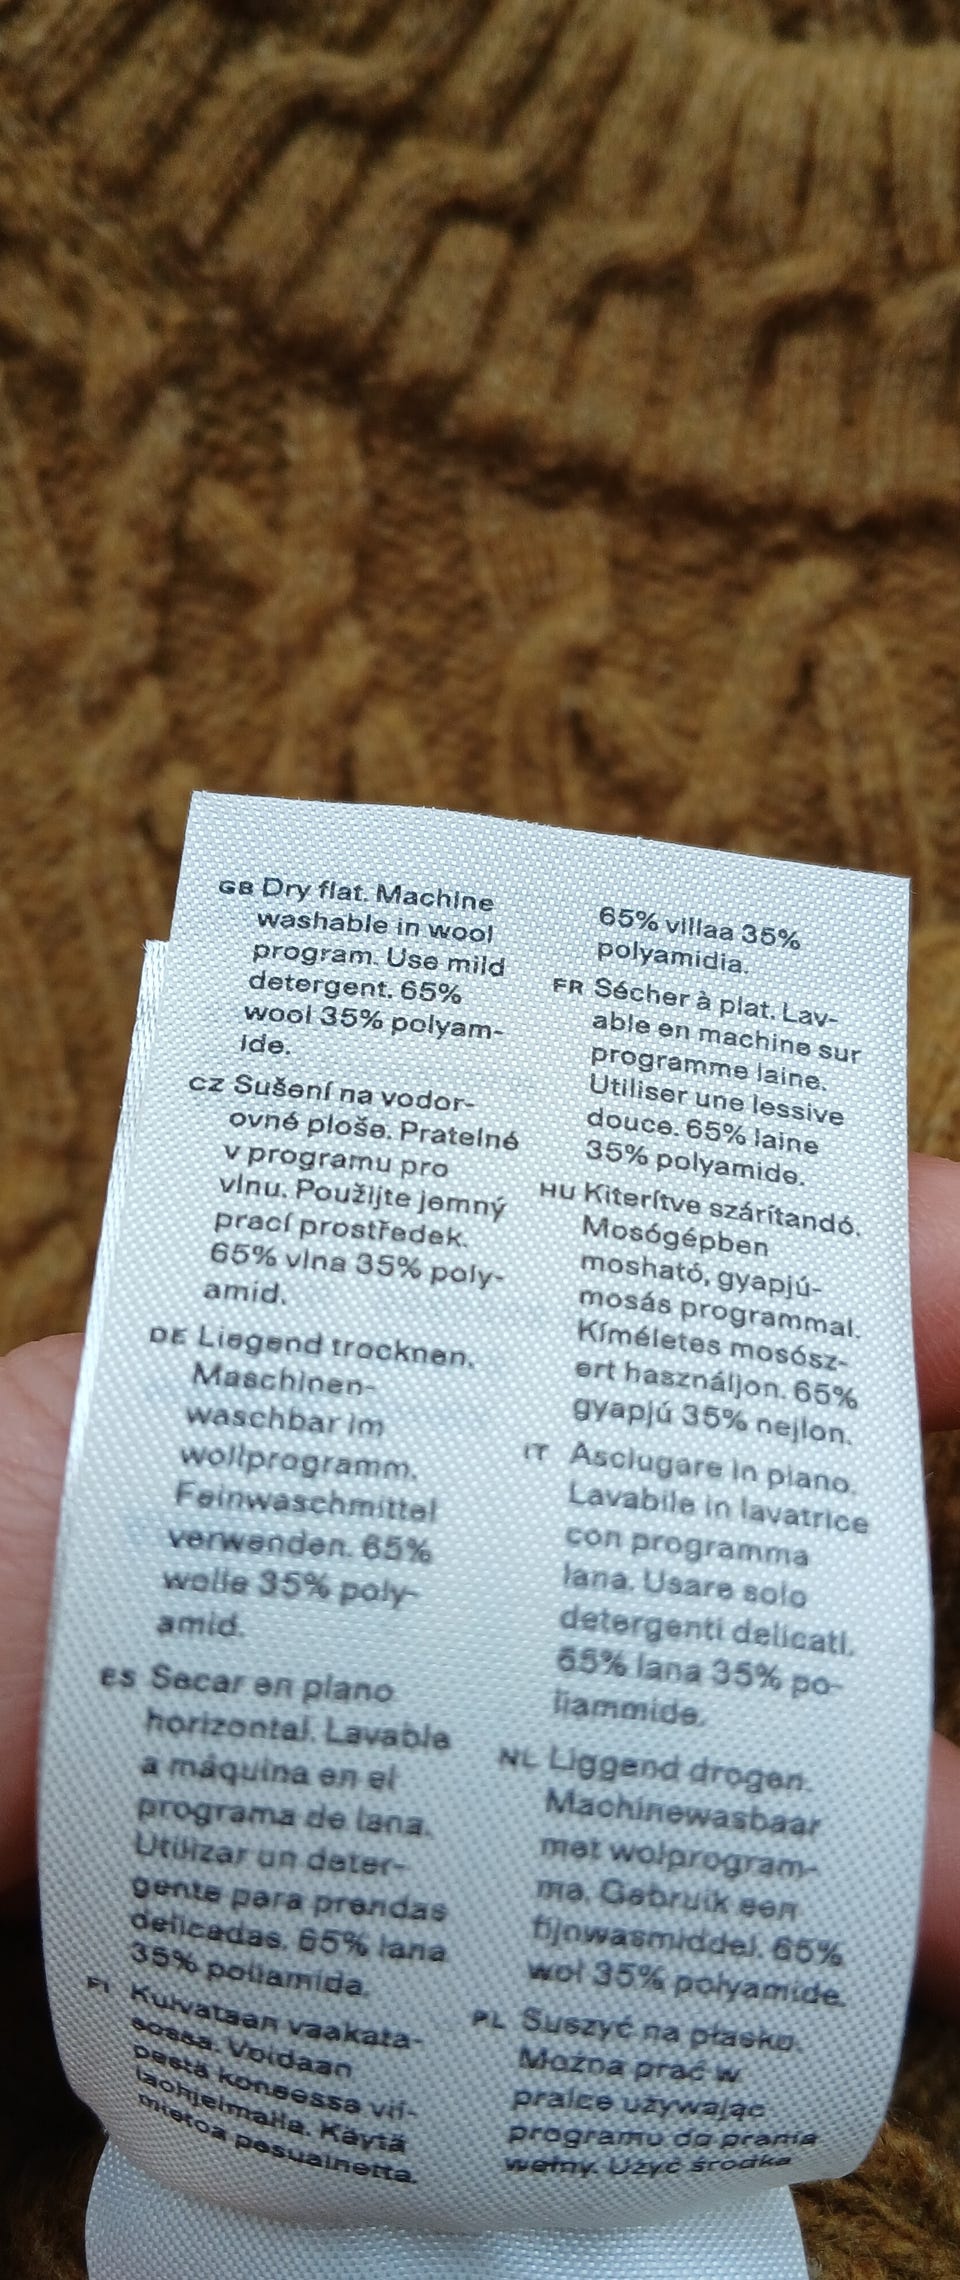 GB Dry flat. Machine
washable in wool
program. Use mild
detergent. 65%
wool 35% polyam-
ide.
CZ Sušení na vodor-
ovné ploše. Pratelné
v programu pro
vlnu. Použijte jemný
prací prostředek.
65% vlna 35% poly-
amid.
DE Liegend trocknen.
Maschinen-
waschbar im
wollprogramm.
Feinwaschmittel
verwenden. 65%
wolle 35% poly-
amid.
ES Secar en plano
horizontal. Lavable
a máquina en el
programa de lana.
Utilizar un deter-
gente para prendas
delicadas. 65% lana
35% poliamida.
FI Kuivataan vaakata-
sossa. Voidaan
pestä koneessa vil-
laohjelmalla. Käytä
mietoa pesuainetta.
65% villaa 35%
polyamidia.
FR Sécher à plat. Lav-
able en machine sur
programme laine.
Utiliser une lessive
douce. 65% laine
35% polyamide.
HU Kiterítve szárítandó.
Mosógépben
mosható, gyapjú-
mosás programmal.
Kíméletes mosósz-
ert használjon. 65%
gyapjú 35% nejlon.
IT Asciugare in piano.
Lavabile in lavatrice
con programma
lana. Usare solo
detergenti delicati.
65% lana 35% po-
liammide.
NL Liggend drogen.
Machinewasbaar
met wolprogram-
ma. Gebruik een
fijnwasmiddel. 65%
wol 35% polyamide.
PL Suszyć na płasko.
Można prać w
pralce używając
programu do prania
wełny. Użyć środka